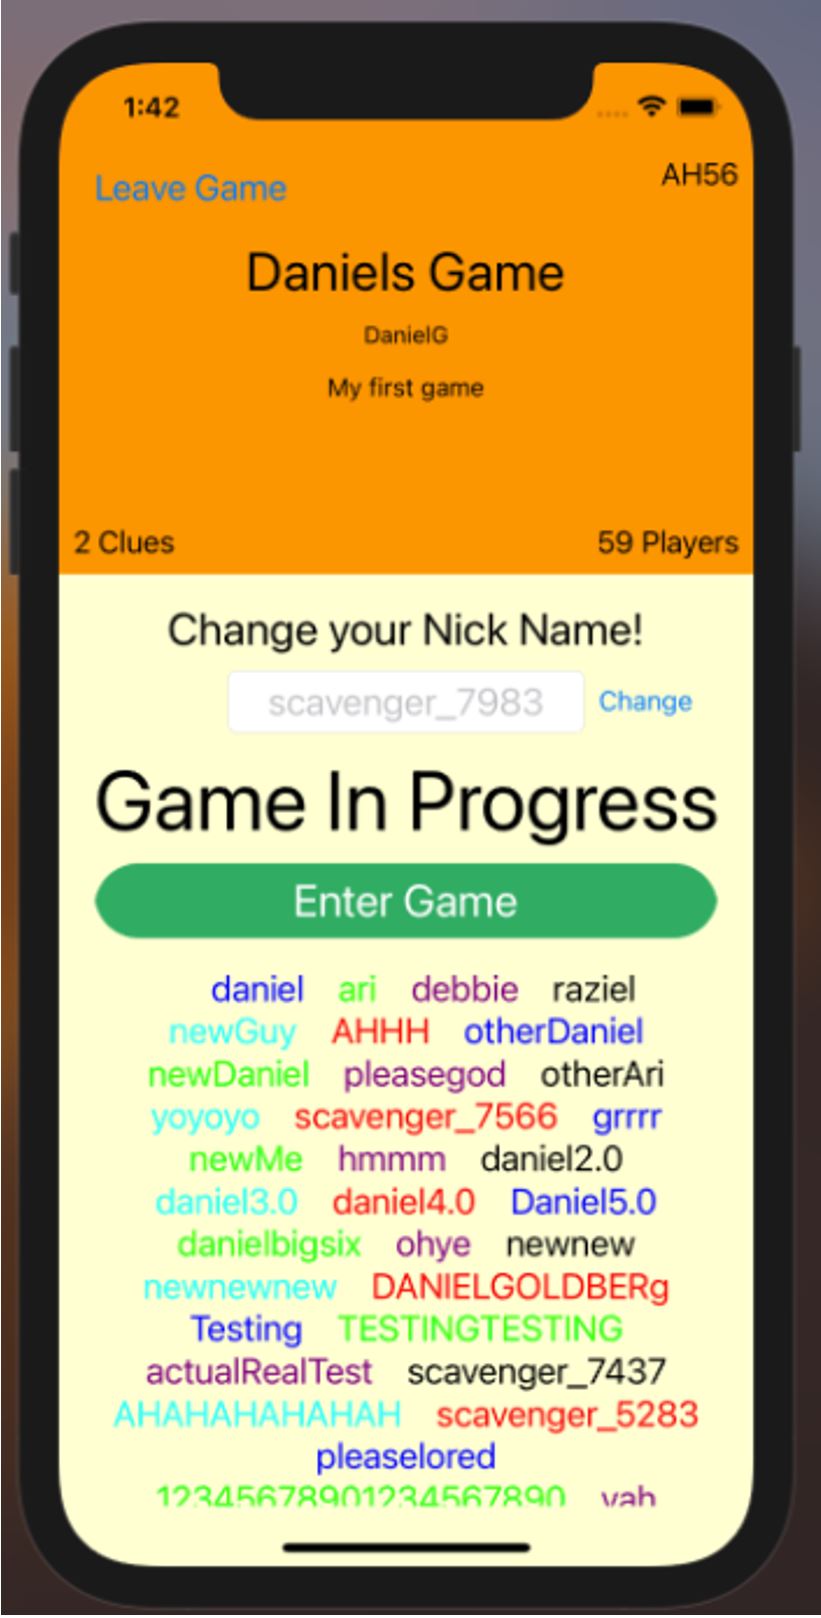 1:42
Leave Game
AH56
Daniels Game
DanielG
My first game
2 Clues
59 Players
Change your Nick Name!
scavenger_7983 Change
Game In Progress
Enter Game
daniel ari debbie raziel
newGuy AHHH otherDaniel
newDaniel pleasegod otherAri
yoyoyo scavenger_7566 grrrr
newMe hmmm daniel2.0
daniel3.0 daniel4.0 Daniel5.0
danielbigsix ohye newnew
newnewnew DANIELGOLDBERg
Testing TESTINGTESTING
actualRealTest scavenger_7437
AHAHAHAHAHAH scavenger_5283
pleaselored
12345678901234567890